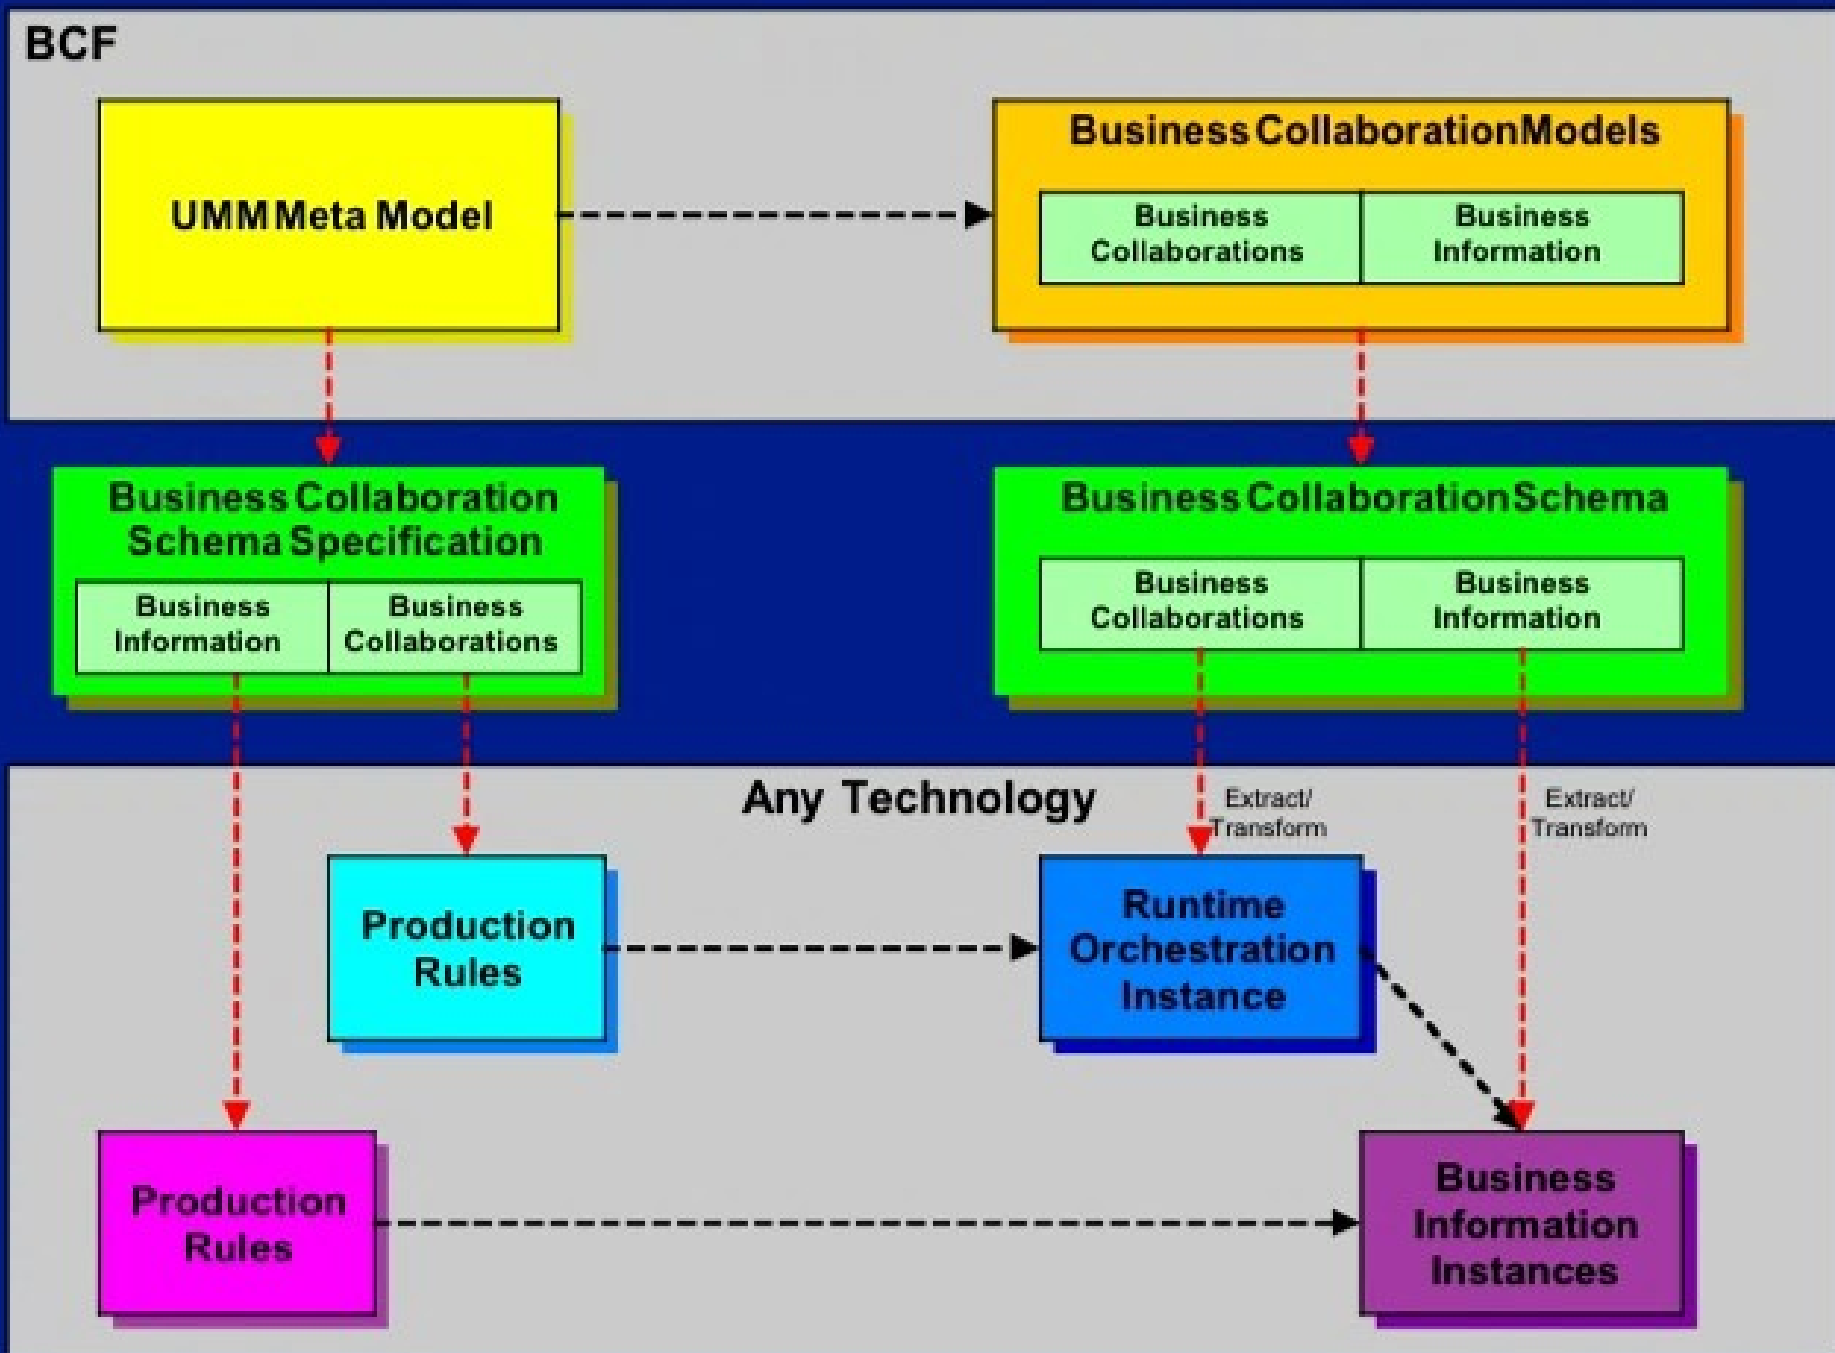 BCF
UMM Meta Model
Business Collaboration Models
Business
Collaborations
Business
Information
Business Collaboration
Schema Specification
Business
Information
Business
Collaborations
Business Collaboration Schema
Business
Collaborations
Business
Information
Any Technology
Extract/
Transform
Extract/
Transform
Production
Rules
Runtime
Orchestration
Instance
Production
Rules
Business
Information
Instances